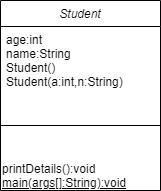 Student
age:int
name:String
Student()
Student(a:int,n:String)
printDetails():void
main(args[]:String):void